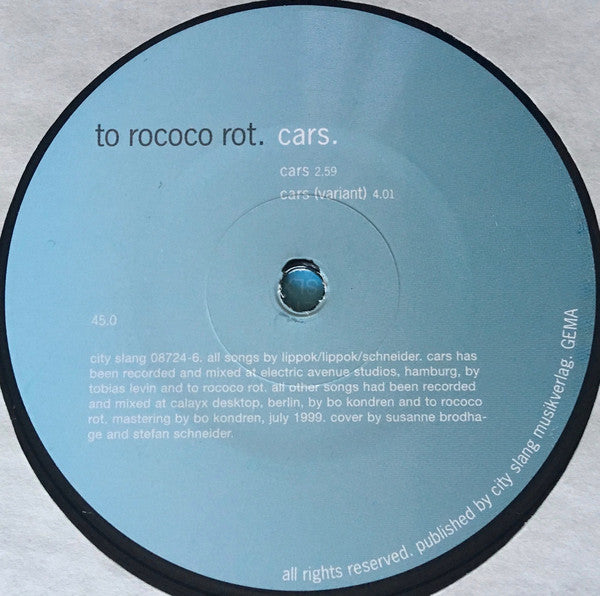 to rococo rot. cars.
cars 2.59
cars (variant) 4.01
45.0
city slang 08724-6. all songs by lippok/lippok/schneider. cars has
been recorded and mixed at electric avenue studios, hamburg, by
tobias levin and to rococo rot. all other songs had been recorded
and mixed at calayx desktop, berlin, by bo kondren and to rococo
rot. mastering by bo kondren, july 1999. cover by susanne brodha-
ge and stefan schneider.
all rights reserved. published by city slang musikverlag. GEMA